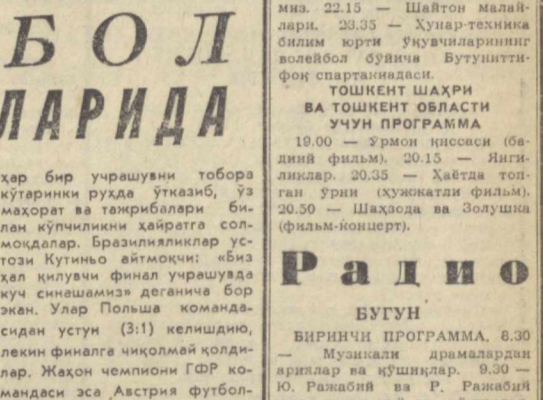 БОЛ
ЛАРИДА
ҳар бир учрашувни тобора
кўтаринки руҳда ўтказиб, ўз
маҳорат ва тажрибалари би-
лан кўпчиликни ҳайратга сол-
моқдалар. Бразилияликлар ус-
този Кутиньо айтмоқчи: «Биз
ҳал қилувчи финал учрашувда
куч синашамиз» деганича бор
экан. Улар Польша команда-
сидан устун (3:1) келишдию,
лекин финалга чиқолмай қолди-
лар. Жаҳон чемпиони ГФР ко-
мандаси эса Австрия футбол-
миз. 22.15 — Шайтон малай-
лари. 23.35 — Ҳунар-техника
билим юрти ўқувчиларининг
волейбол бўйича Бутунитти-
фоқ спартакиадаси.
ТОШКЕНТ ШАҲРИ
ВА ТОШКЕНТ ОБЛАСТИ
УЧУН ПРОГРАММА
19.00 — Ўрмон қиссаси (ба-
диий фильм). 20.15 — Янги-
ликлар. 20.35 — Ҳаётда топ-
ган ўрни (ҳужжатли фильм).
20.50 — Шаҳзода ва Золушка
(фильм-концерт).
Радио
БУГУН
БИРИНЧИ ПРОГРАММА. 8.30
— Музикали драмалардан
ариялар ва қўшиқлар. 9.30 —
Ю. Ражабий ва Р. Ражабий